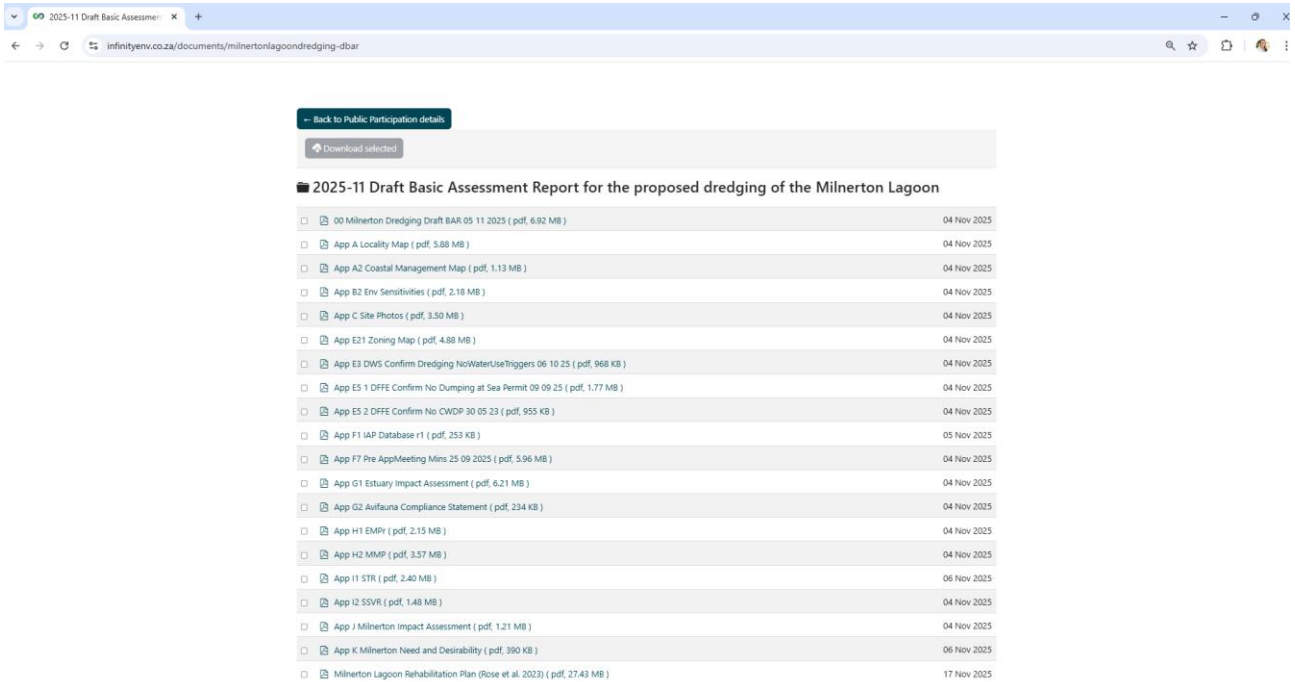 2025-11 Draft Basic Assessmen
infinityenv.co.za/documents/milnertonlagoondredging-dbar
← Back to Public Participation details
Download selected
2025-11 Draft Basic Assessment Report for the proposed dredging of the Milnerton Lagoon
00 Milnerton Dredging Draft BAR 05 11 2025 ( pdf, 6.92 MB ) 04 Nov 2025
App A Locality Map ( pdf, 5.88 MB ) 04 Nov 2025
App A2 Coastal Management Map ( pdf, 1.13 MB ) 04 Nov 2025
App B2 Env Sensitivities ( pdf, 2.18 MB ) 04 Nov 2025
App C Site Photos ( pdf, 3.50 MB ) 04 Nov 2025
App E21 Zoning Map ( pdf, 4.88 MB ) 04 Nov 2025
App E3 DWS Confirm Dredging NoWaterUseTriggers 06 10 25 ( pdf, 968 KB ) 04 Nov 2025
App E5 1 DFFE Confirm No Dumping at Sea Permit 09 09 25 ( pdf, 1.77 MB ) 04 Nov 2025
App E5 2 DFFE Confirm No CWDP 30 05 23 ( pdf, 955 KB ) 04 Nov 2025
App F1 IAP Database r1 ( pdf, 253 KB ) 05 Nov 2025
App F7 Pre AppMeeting Mins 25 09 2025 ( pdf, 5.96 MB ) 04 Nov 2025
App G1 Estuary Impact Assessment ( pdf, 6.21 MB ) 04 Nov 2025
App G2 Avifauna Compliance Statement ( pdf, 234 KB ) 04 Nov 2025
App H1 EMPr ( pdf, 2.15 MB ) 04 Nov 2025
App H2 MMP ( pdf, 3.57 MB ) 04 Nov 2025
App I1 STR ( pdf, 2.40 MB ) 06 Nov 2025
App I2 SSVR ( pdf, 1.48 MB ) 04 Nov 2025
App J Milnerton Impact Assessment ( pdf, 1.21 MB ) 04 Nov 2025
App K Milnerton Need and Desirability ( pdf, 390 KB ) 06 Nov 2025
Milnerton Lagoon Rehabilitation Plan (Rose et al. 2023) ( pdf, 27.43 MB ) 17 Nov 2025